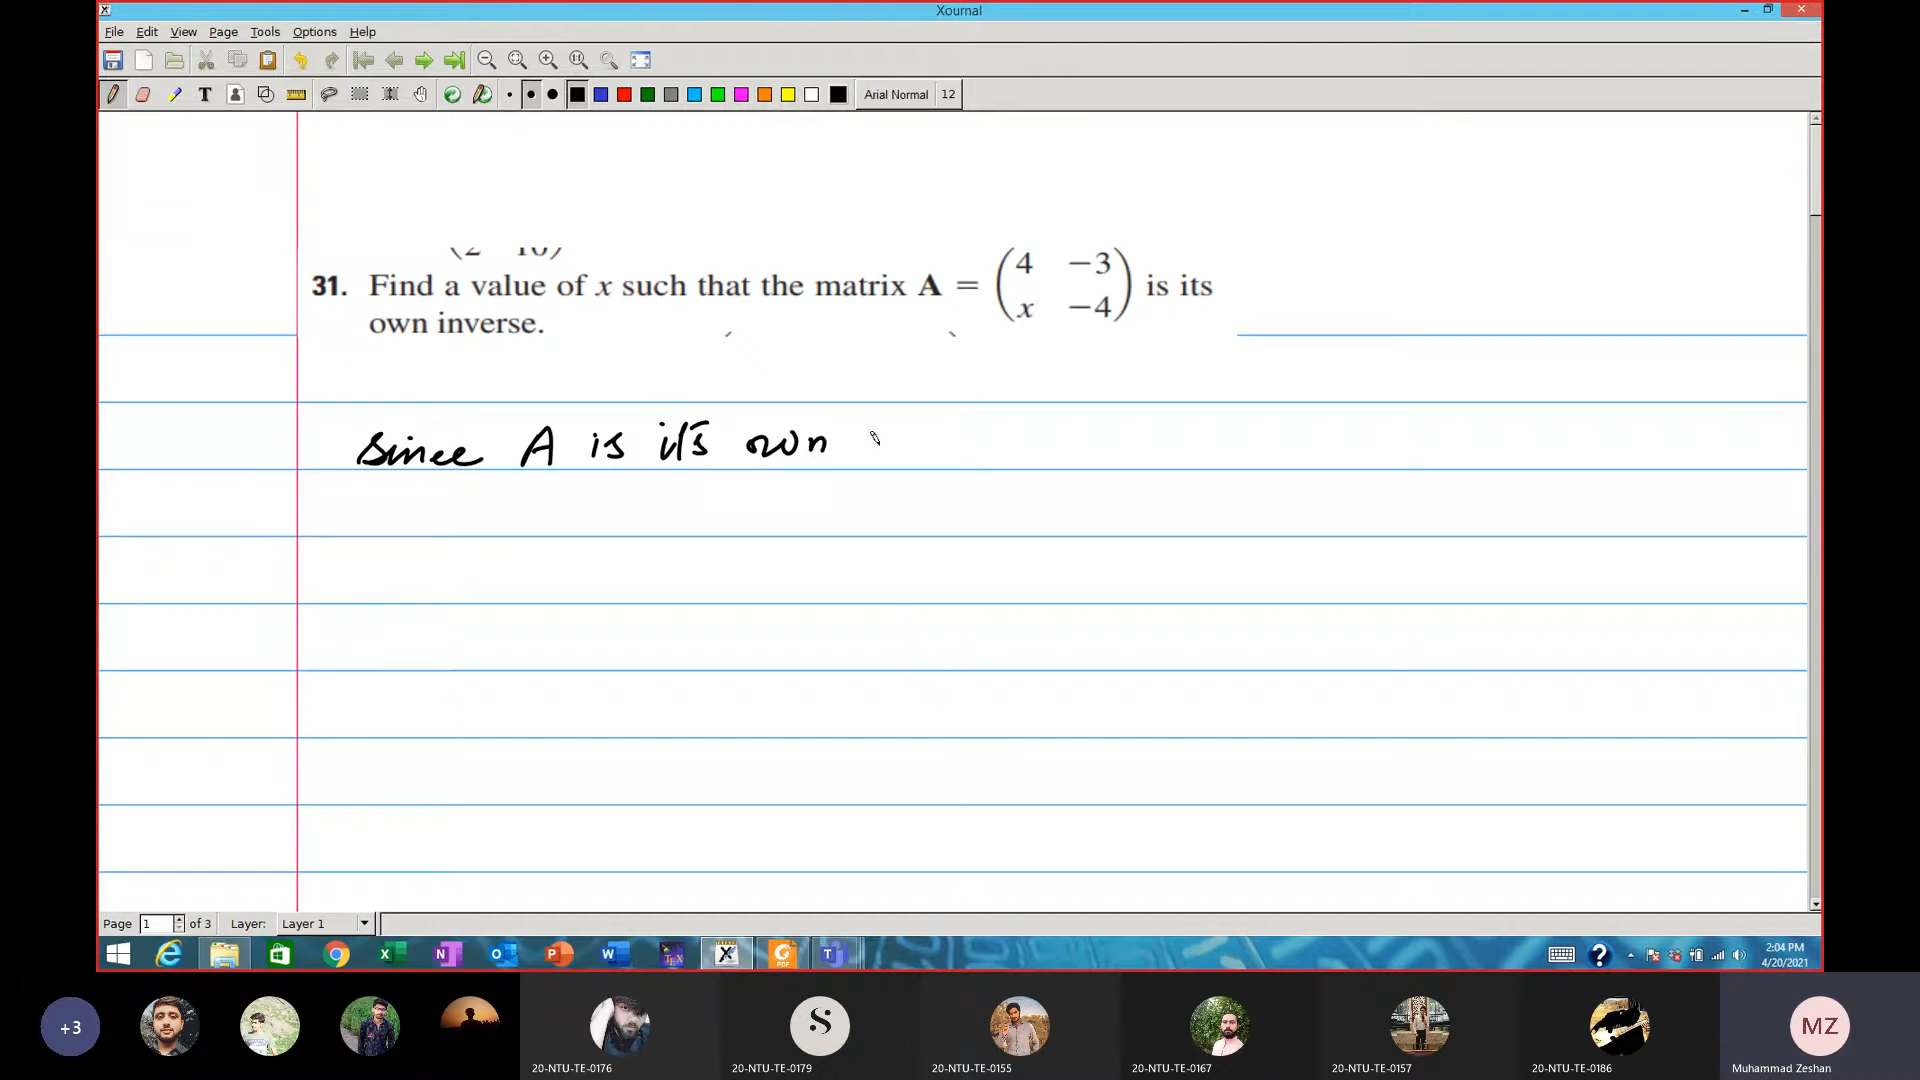 Xournal
File Edit View Page Tools Options Help
Arial Normal 12
31. Find a value of x such that the matrix A = (4 −3
x −4) is its
own inverse.
Since A is it's own
Page 1 of 3 Layer: Layer 1
2:04 PM
4/20/2021
+3
S
MZ
20-NTU-TE-0176
20-NTU-TE-0179
20-NTU-TE-0155
20-NTU-TE-0167
20-NTU-TE-0157
20-NTU-TE-0186
Muhammad Zeshan